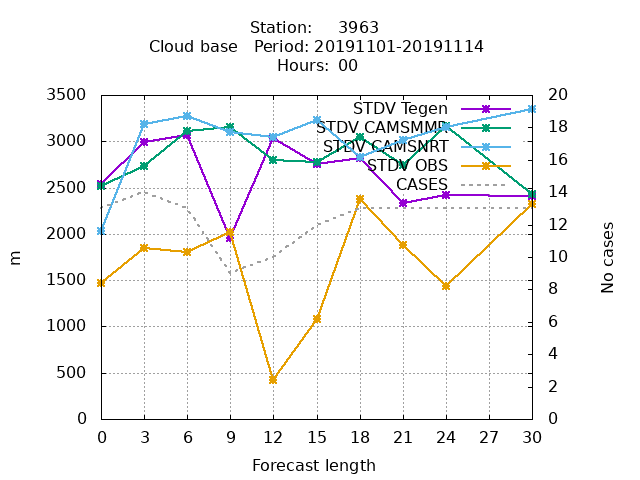 Station: 3963
Cloud base Period: 20191101-20191114
Hours: 00
3500 20
STDV Tegen
STDV CAMSMMR
3000 18
STDV CAMSNRT
16
STDV OBS
2500 CASES 14
2000 12
m No cases
1500 10
8
1000 6
4
500 2
0 0
0 3 6 9 12 15 18 21 24 27 30
Forecast length